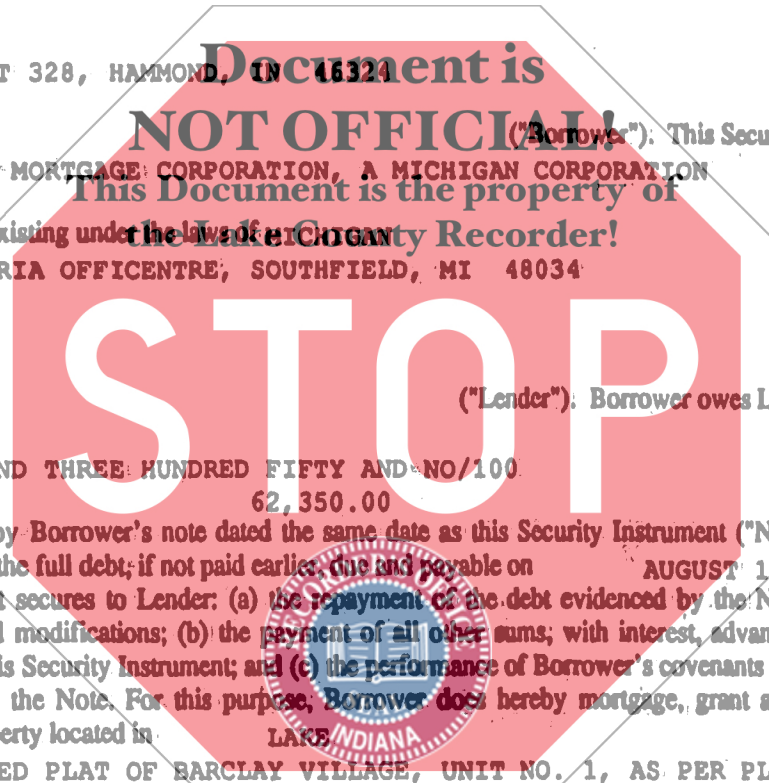 T 328, HAMMOND, IN 46324
Document is
NOT OFFICIAL!
("Borrower"). This Secu
MORTGAGE CORPORATION, A MICHIGAN CORPORATION
This Document is the property of
xisting under the laws of MICHIGAN
the Lake County Recorder!
RIA OFFICENTRE, SOUTHFIELD, MI 48034
STOP
("Lender"). Borrower owes L
ND THREE HUNDRED FIFTY AND NO/100
62,350.00
by Borrower's note dated the same date as this Security Instrument ("N
the full debt, if not paid earlier, due and payable on AUGUST 1
t secures to Lender: (a) the repayment of the debt evidenced by the N
d modifications; (b) the payment of all other sums, with interest, advan
is Security Instrument; and (c) the performance of Borrower's covenants
the Note. For this purpose, Borrower does hereby mortgage, grant a
erty located in LAKE
INDIANA
ED PLAT OF BARCLAY VILLAGE, UNIT NO. 1, AS PER PL